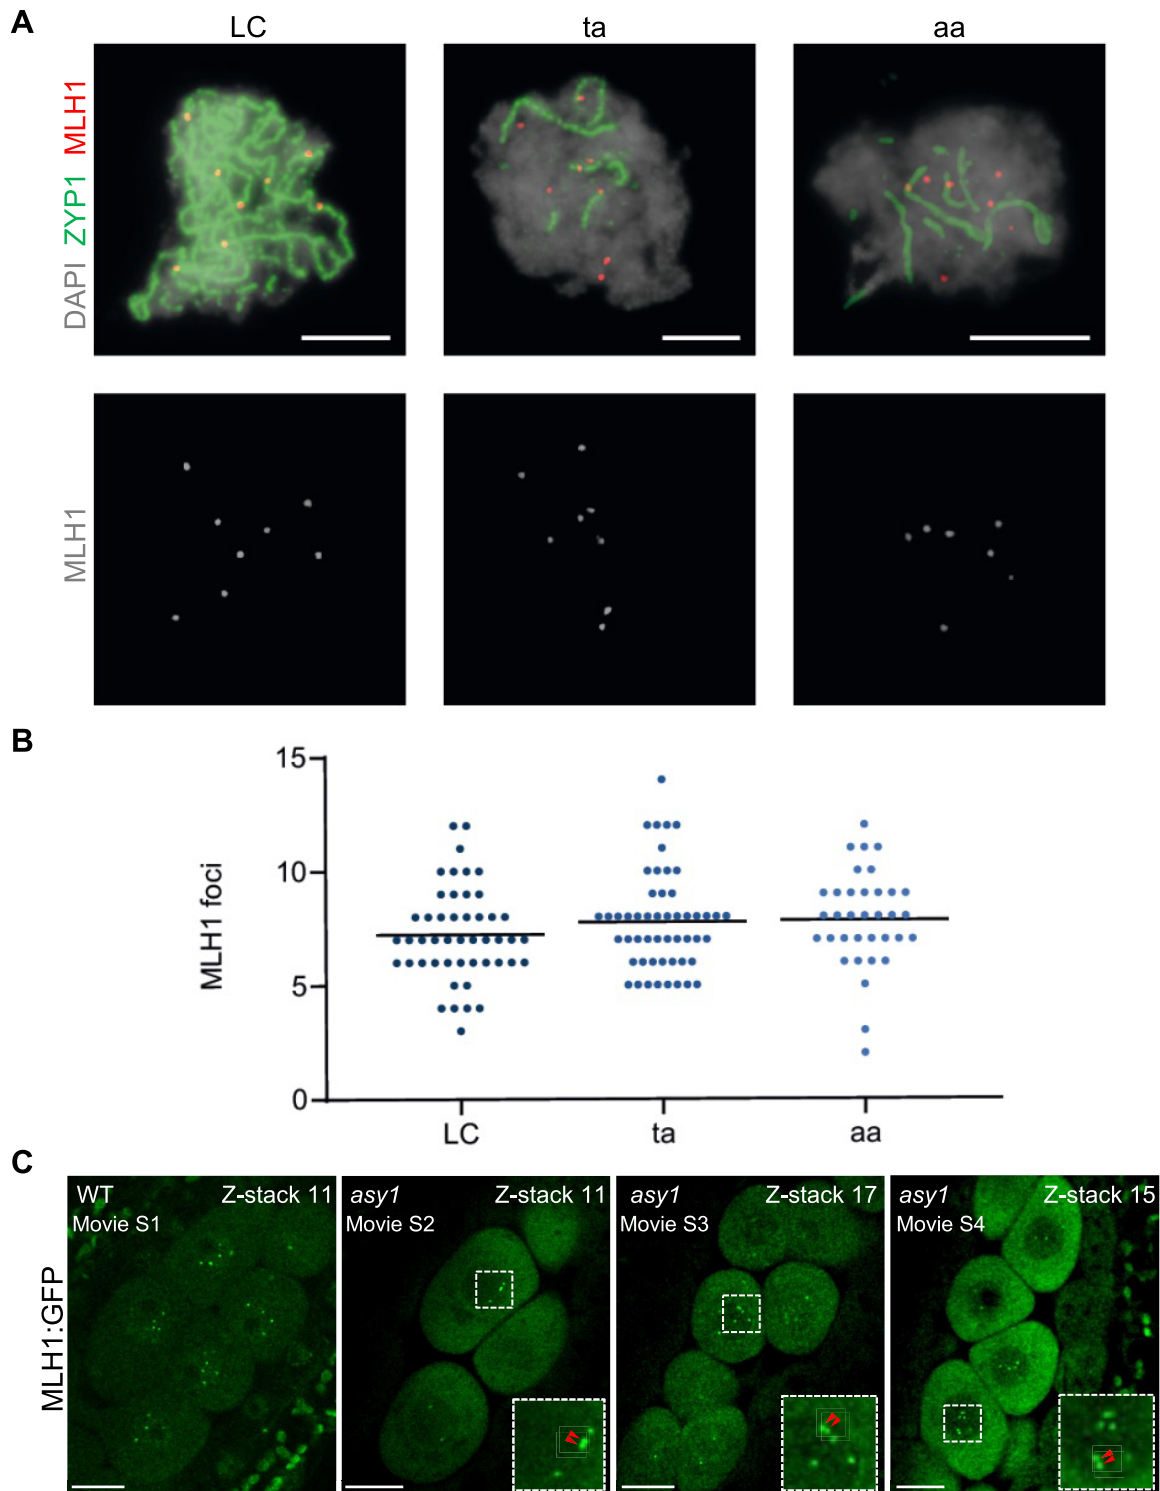 A
LC
ta
aa
DAPI ZYP1 MLH1
MLH1
B
15
10
5
0
MLH1 foci
LC
ta
aa
C
MLH1:GFP
WT Z-stack 11
Movie S1
asy1 Z-stack 11
Movie S2
asy1 Z-stack 17
Movie S3
asy1 Z-stack 15
Movie S4